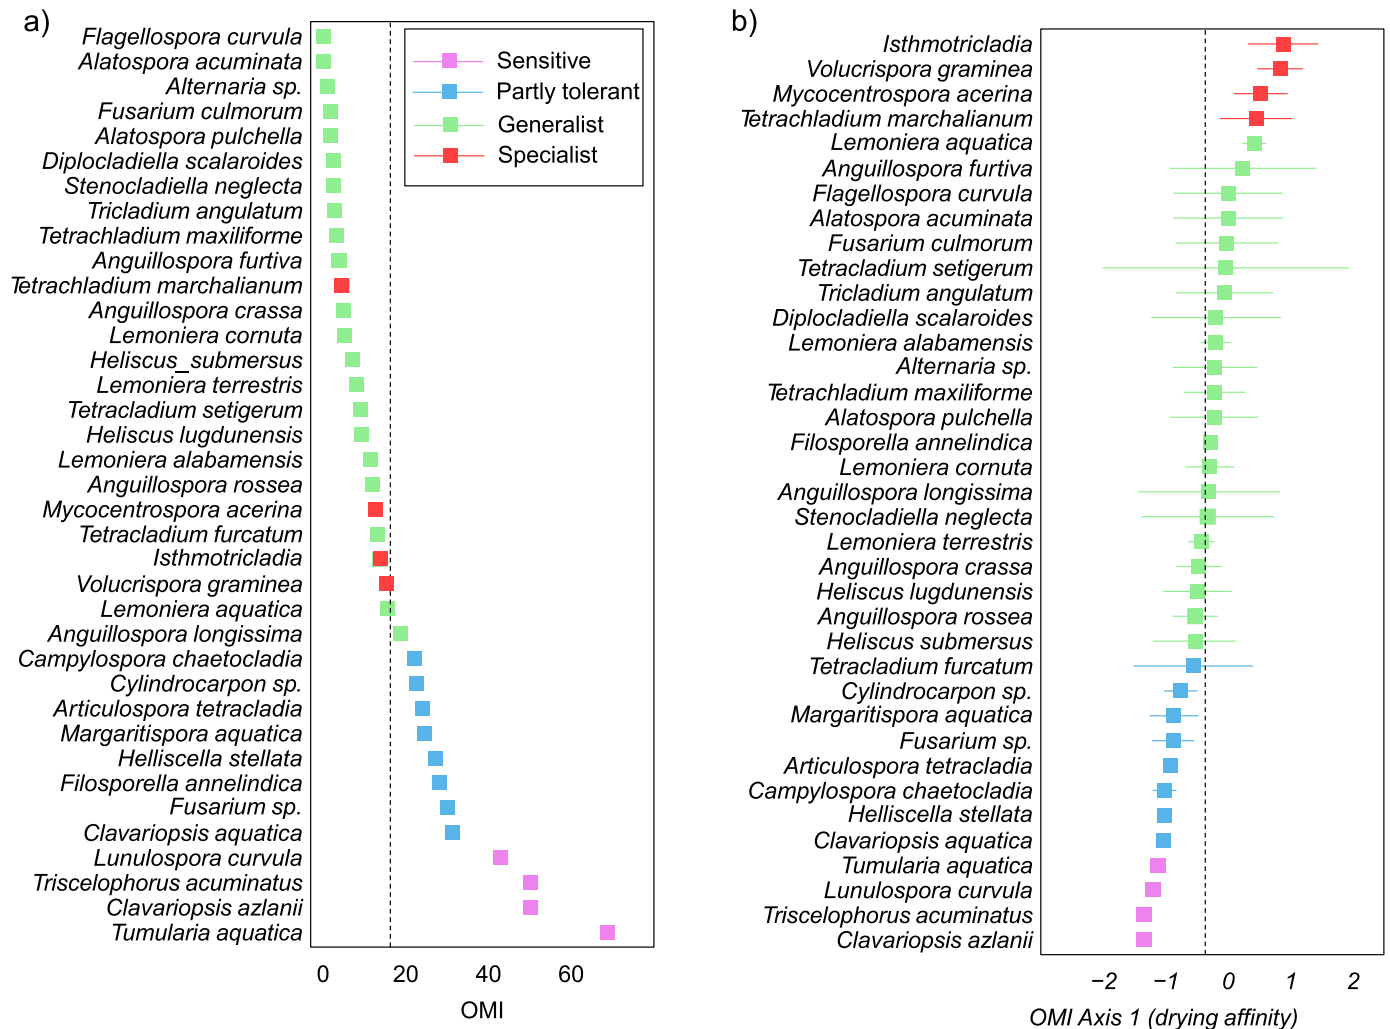 a)
Flagellospora curvula
Alatospora acuminata
Alternaria sp.
Fusarium culmorum
Alatospora pulchella
Diplocladiella scalaroides
Stenocladiella neglecta
Tricladium angulatum
Tetrachladium maxiliforme
Anguillospora furtiva
Tetrachladium marchalianum
Anguillospora crassa
Lemoniera cornuta
Heliscus_submersus
Lemoniera terrestris
Tetracladium setigerum
Heliscus lugdunensis
Lemoniera alabamensis
Anguillospora rossea
Mycocentrospora acerina
Tetracladium furcatum
Isthmotricladia
Volucrispora graminea
Lemoniera aquatica
Anguillospora longissima
Campylospora chaetocladia
Cylindrocarpon sp.
Articulospora tetracladia
Margaritispora aquatica
Helliscella stellata
Filosporella annelindica
Fusarium sp.
Clavariopsis aquatica
Lunulospora curvula
Triscelophorus acuminatus
Clavariopsis azlanii
Tumularia aquatica
Sensitive
Partly tolerant
Generalist
Specialist
0 20 40 60
OMI
b)
Isthmotricladia
Volucrispora graminea
Mycocentrospora acerina
Tetrachladium marchalianum
Lemoniera aquatica
Anguillospora furtiva
Flagellospora curvula
Alatospora acuminata
Fusarium culmorum
Tetracladium setigerum
Tricladium angulatum
Diplocladiella scalaroides
Lemoniera alabamensis
Alternaria sp.
Tetrachladium maxiliforme
Alatospora pulchella
Filosporella annelindica
Lemoniera cornuta
Anguillospora longissima
Stenocladiella neglecta
Lemoniera terrestris
Anguillospora crassa
Heliscus lugdunensis
Anguillospora rossea
Heliscus submersus
Tetracladium furcatum
Cylindrocarpon sp.
Margaritispora aquatica
Fusarium sp.
Articulospora tetracladia
Campylospora chaetocladia
Helliscella stellata
Clavariopsis aquatica
Tumularia aquatica
Lunulospora curvula
Triscelophorus acuminatus
Clavariopsis azlanii
−2 −1 0 1 2
OMI Axis 1 (drying affinity)